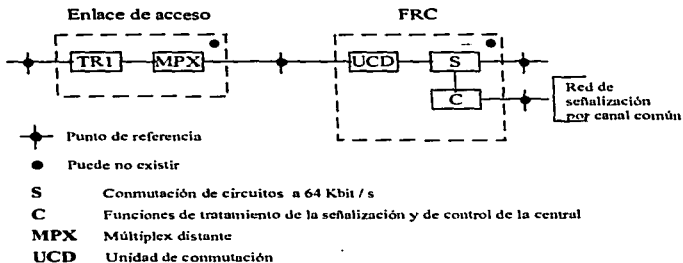 Enlace de acceso
FRC
TR1
MPX
UCD
S
C
Red de
señalización
por canal común
Punto de referencia
Puede no existir
S Conmutación de circuitos a 64 Kbit / s
C Funciones de tratamiento de la señalización y de control de la central
MPX Múltiplex distante
UCD Unidad de conmutación